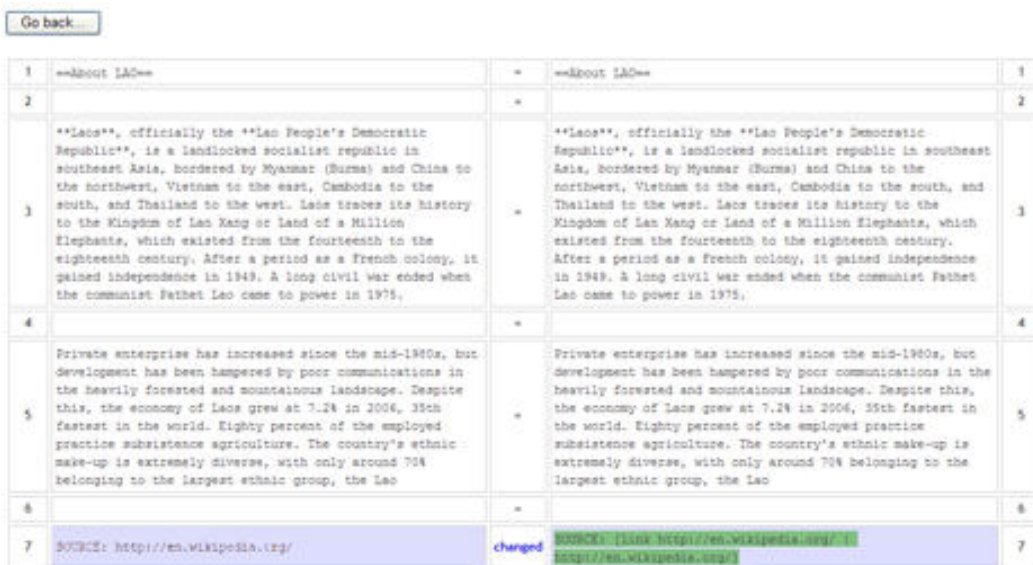 Go back...
1 ==About LAO== = ==About LAO== 1
2 = 2
**Laos**, officially the **Lao People's Democratic
Republic**, is a landlocked socialist republic in
southeast Asia, bordered by Myanmar (Burma) and China to
the northwest, Vietnam to the east, Cambodia to the
south, and Thailand to the west. Laos traces its history
to the Kingdom of Lan Xang or Land of a Million
Elephants, which existed from the fourteenth to the
eighteenth century. After a period as a French colony, it
gained independence in 1949. A long civil war ended when
the communist Pathet Lao came to power in 1975.
3 = 3
**Laos**, officially the **Lao People's Democratic
Republic**, is a landlocked socialist republic in southeast
Asia, bordered by Myanmar (Burma) and China to the
northwest, Vietnam to the east, Cambodia to the south, and
Thailand to the west. Laos traces its history to the
Kingdom of Lan Xang or Land of a Million Elephants, which
existed from the fourteenth to the eighteenth century.
After a period as a French colony, it gained independence
in 1949. A long civil war ended when the communist Pathet
Lao came to power in 1975.
4 = 4
Private enterprise has increased since the mid-1980s, but
development has been hampered by poor communications in
the heavily forested and mountainous landscape. Despite
this, the economy of Laos grew at 7.2% in 2006, 35th
fastest in the world. Eighty percent of the employed
practice subsistence agriculture. The country's ethnic
make-up is extremely diverse, with only around 70%
belonging to the largest ethnic group, the Lao
5 = 5
Private enterprise has increased since the mid-1980s, but
development has been hampered by poor communications in the
heavily forested and mountainous landscape. Despite this,
the economy of Laos grew at 7.2% in 2006, 35th fastest in
the world. Eighty percent of the employed practice
subsistence agriculture. The country's ethnic make-up is
extremely diverse, with only around 70% belonging to the
largest ethnic group, the Lao
6 = 6
7 SOURCE: http://en.wikipedia.org/ changed SOURCE: [link http://en.wikipedia.org/ | 7
http://en.wikipedia.org/]